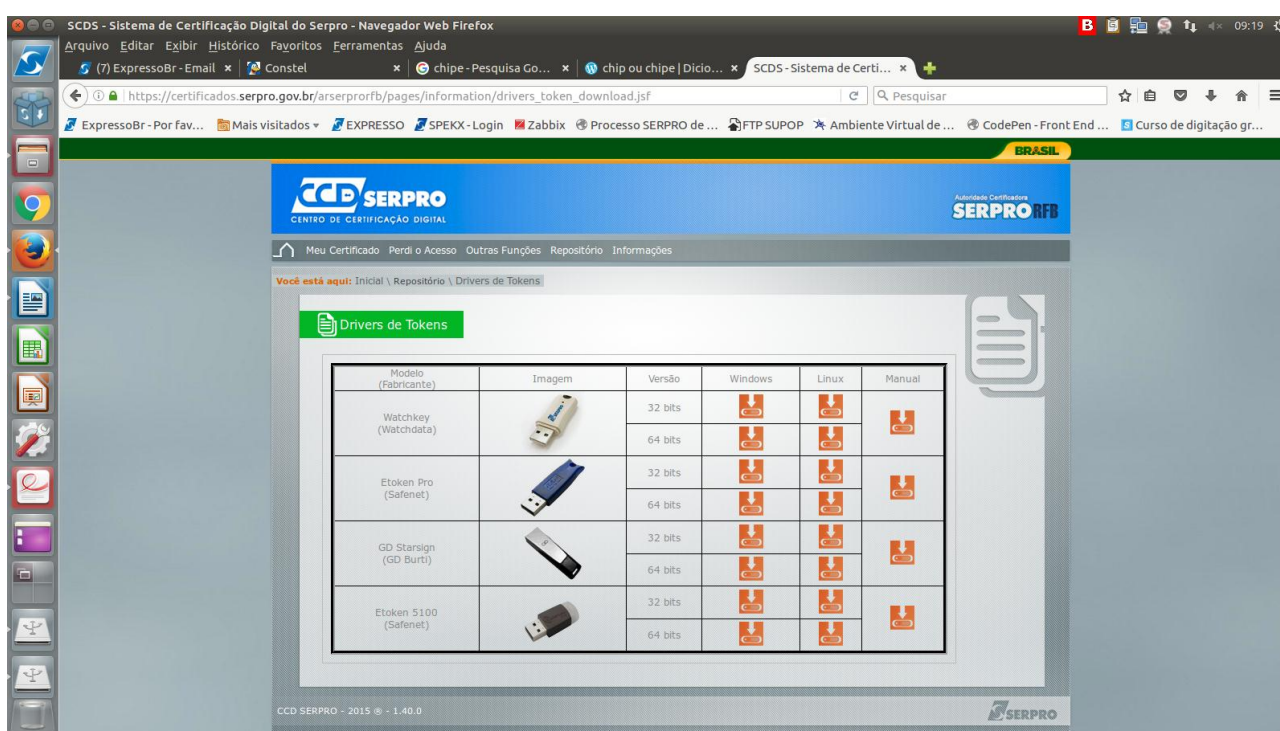 SCDS - Sistema de Certificação Digital do Serpro - Navegador Web Firefox
B
09:19
Arquivo Editar Exibir Histórico Favoritos Ferramentas Ajuda
(7) ExpressoBr - Email
Constel
chipe - Pesquisa Go...
chip ou chipe | Dicio...
SCDS - Sistema de Certi...
https://certificados.serpro.gov.br/arserprorfb/pages/information/drivers_token_download.jsf
Pesquisar
ExpressoBr - Por fav... Mais visitados EXPRESSO SPEKX - Login Zabbix Processo SERPRO de ... FTP SUPOP Ambiente Virtual de ... CodePen - Front End ... Curso de digitação gr...
BRASIL
CCD SERPRO
CENTRO DE CERTIFICAÇÃO DIGITAL
Autoridade Certificadora
SERPRO RFB
Meu Certificado Perdi o Acesso Outras Funções Repositório Informações
Você está aqui: Inicial \ Repositório \ Drivers de Tokens
Drivers de Tokens
Modelo (Fabricante) Imagem Versão Windows Linux Manual
Watchkey
(Watchdata)
32 bits
64 bits
Etoken Pro
(Safenet)
32 bits
64 bits
GD Starsign
(GD Burti)
32 bits
64 bits
Etoken 5100
(Safenet)
32 bits
64 bits
CCD SERPRO - 2015 ® - 1.40.0
SERPRO